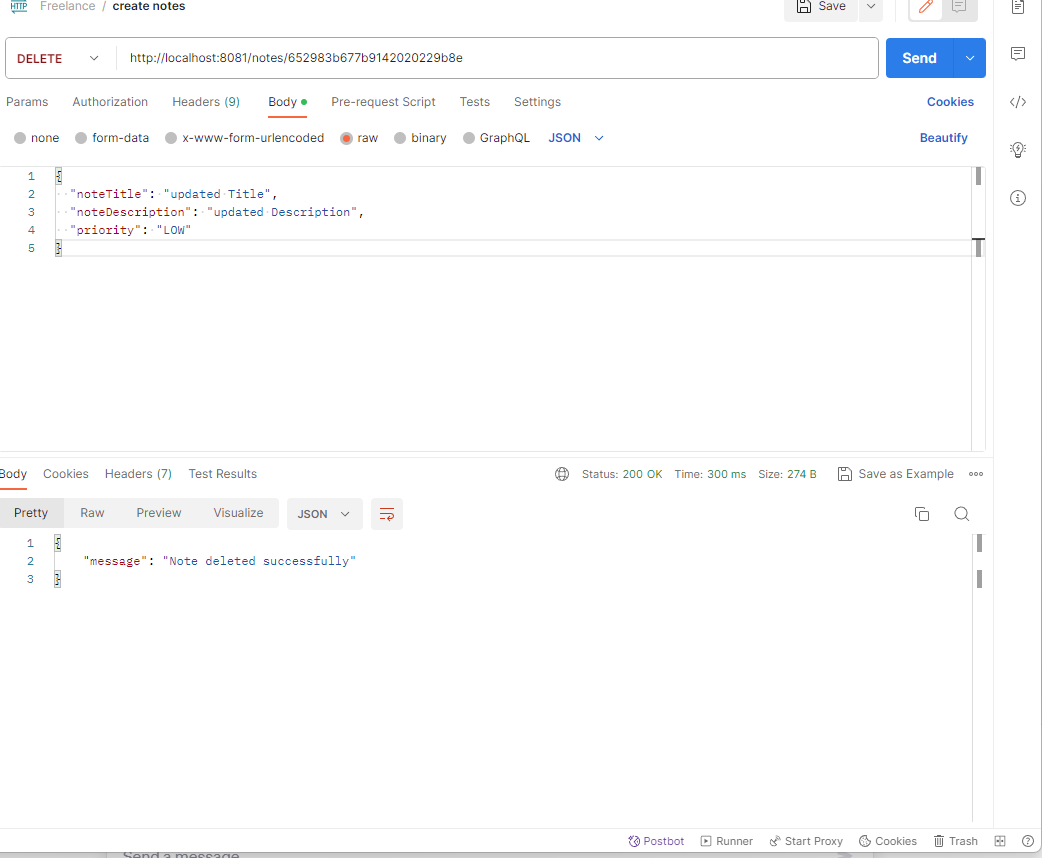 HTTP Freelance / create notes Save
DELETE http://localhost:8081/notes/652983b677b9142020229b8e Send
Params Authorization Headers (9) Body Pre-request Script Tests Settings Cookies
none form-data x-www-form-urlencoded raw binary GraphQL JSON Beautify
1 {
2 "noteTitle": "updated Title",
3 "noteDescription": "updated Description",
4 "priority": "LOW"
5 }
Body Cookies Headers (7) Test Results Status: 200 OK Time: 300 ms Size: 274 B Save as Example
Pretty Raw Preview Visualize JSON
1 {
2 "message": "Note deleted successfully"
3 }
Postbot Runner Start Proxy Cookies Trash
Send a message